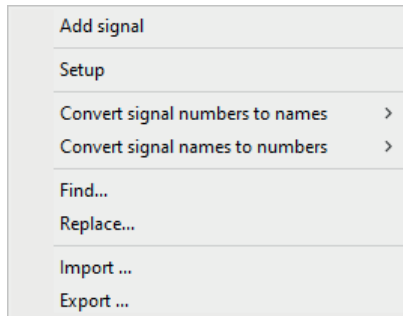 Add signal
Setup
Convert signal numbers to names
Convert signal names to numbers
Find...
Replace...
Import ...
Export ...